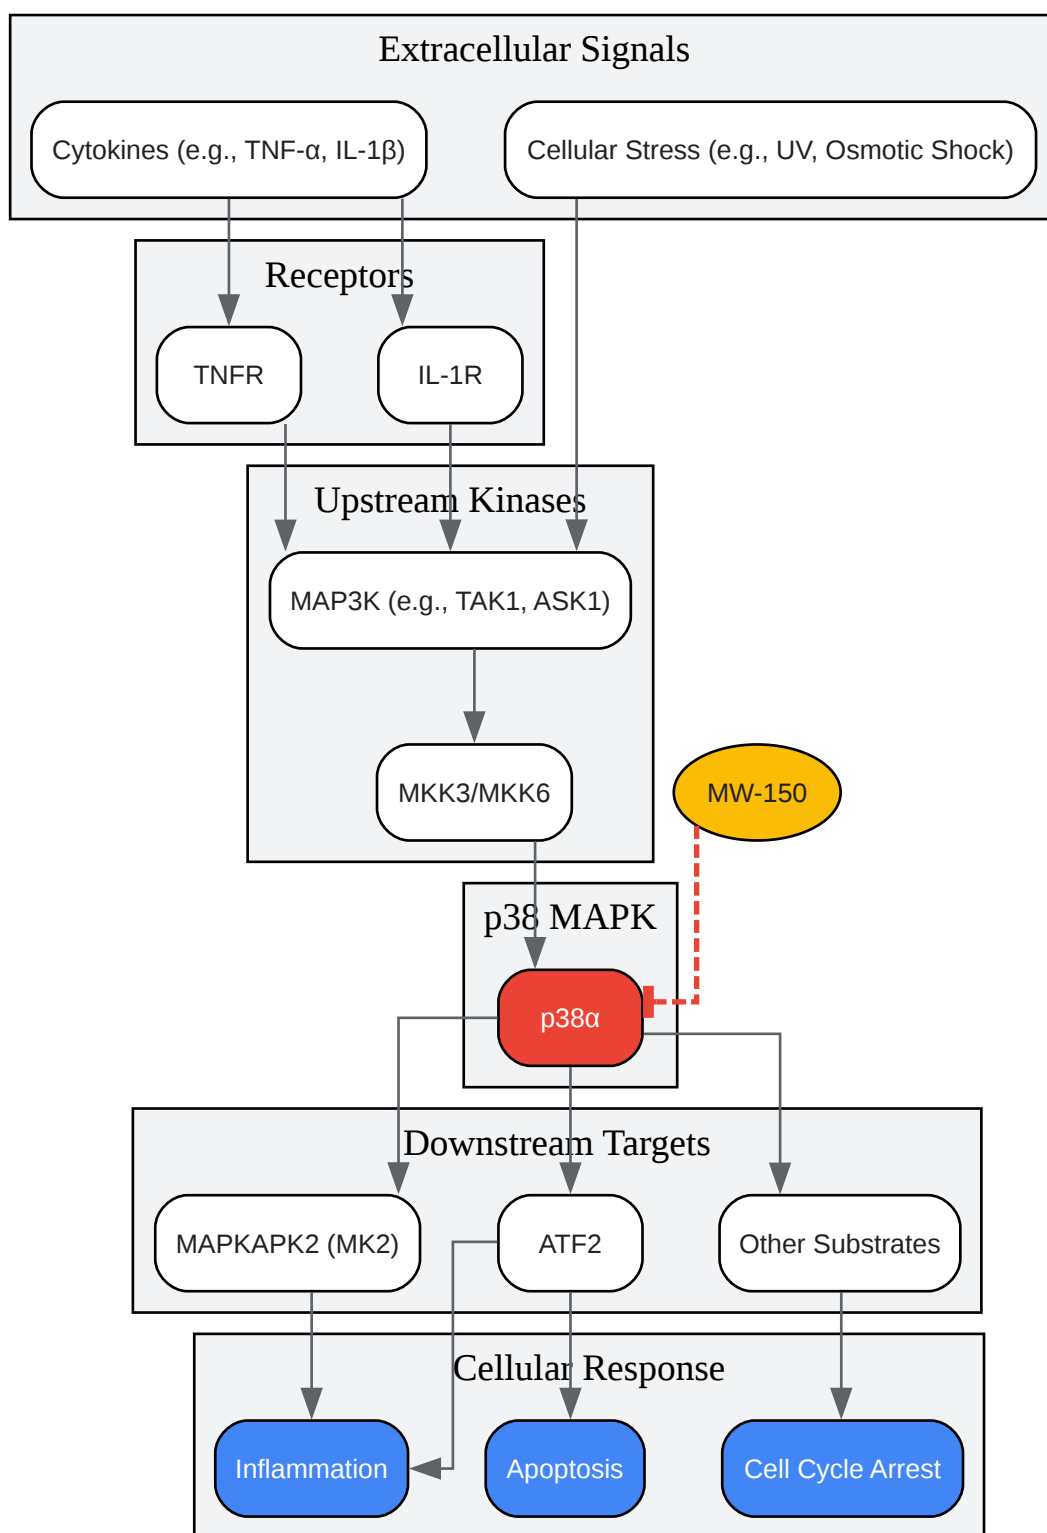 Extracellular Signals
Cytokines (e.g., TNF-α, IL-1β)
Cellular Stress (e.g., UV, Osmotic Shock)
Receptors
TNFR
IL-1R
Upstream Kinases
MAP3K (e.g., TAK1, ASK1)
MKK3/MKK6
MW-150
p38 MAPK
p38α
Downstream Targets
MAPKAPK2 (MK2)
ATF2
Other Substrates
Cellular Response
Inflammation
Apoptosis
Cell Cycle Arrest